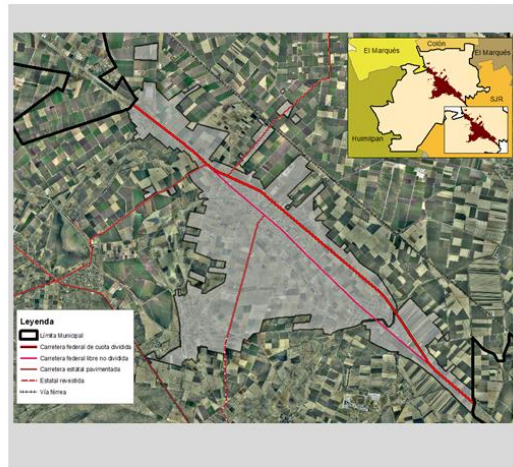 Colón
El Marqués
El Marqués
SJR
Huimilpan
Leyenda
Límite Municipal
Carretera federal de cuota dividida
Carretera federal libre no dividida
Carretera estatal pavimentada
Estatal revestida
Vía férrea